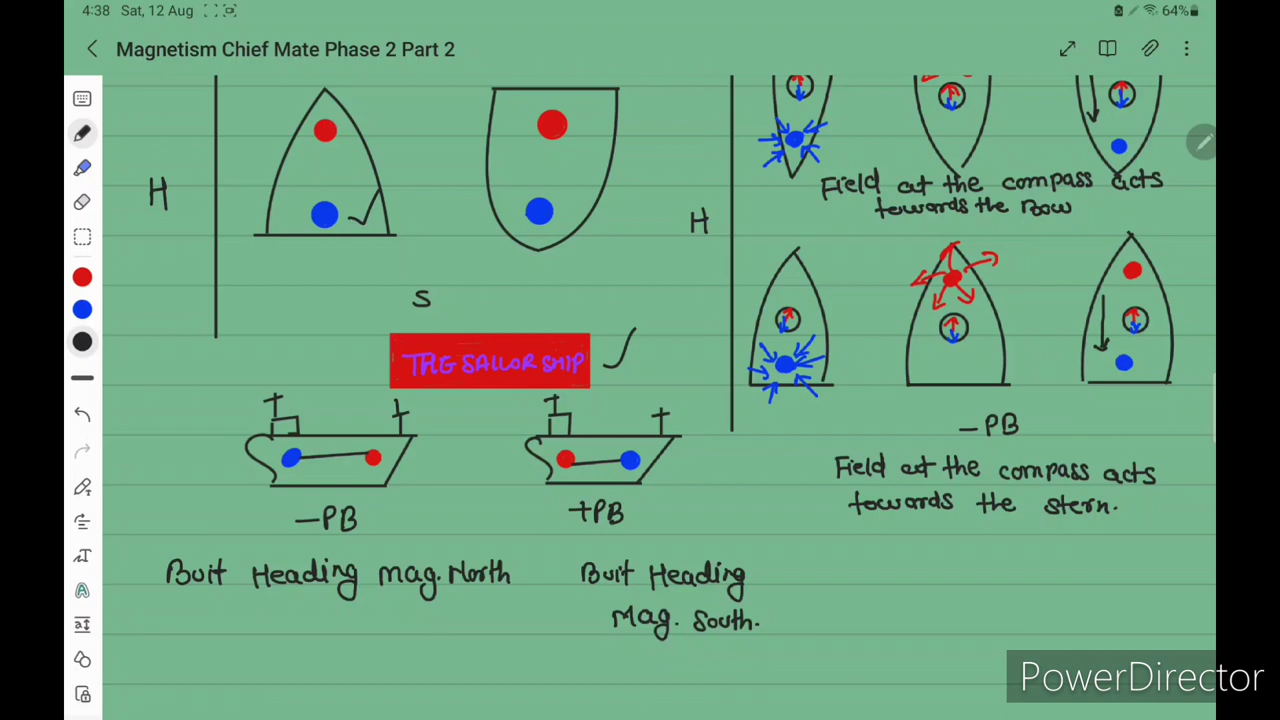 4:38 Sat, 12 Aug
64%
Magnetism Chief Mate Phase 2 Part 2
H
S
THE SAILOR SHIP
-PB
+PB
Buit Heading Mag. North
Buit Heading
Mag. South.
Field at the compass acts
towards the Bow
H
-PB
Field at the compass acts
towards the stern.
PowerDirector